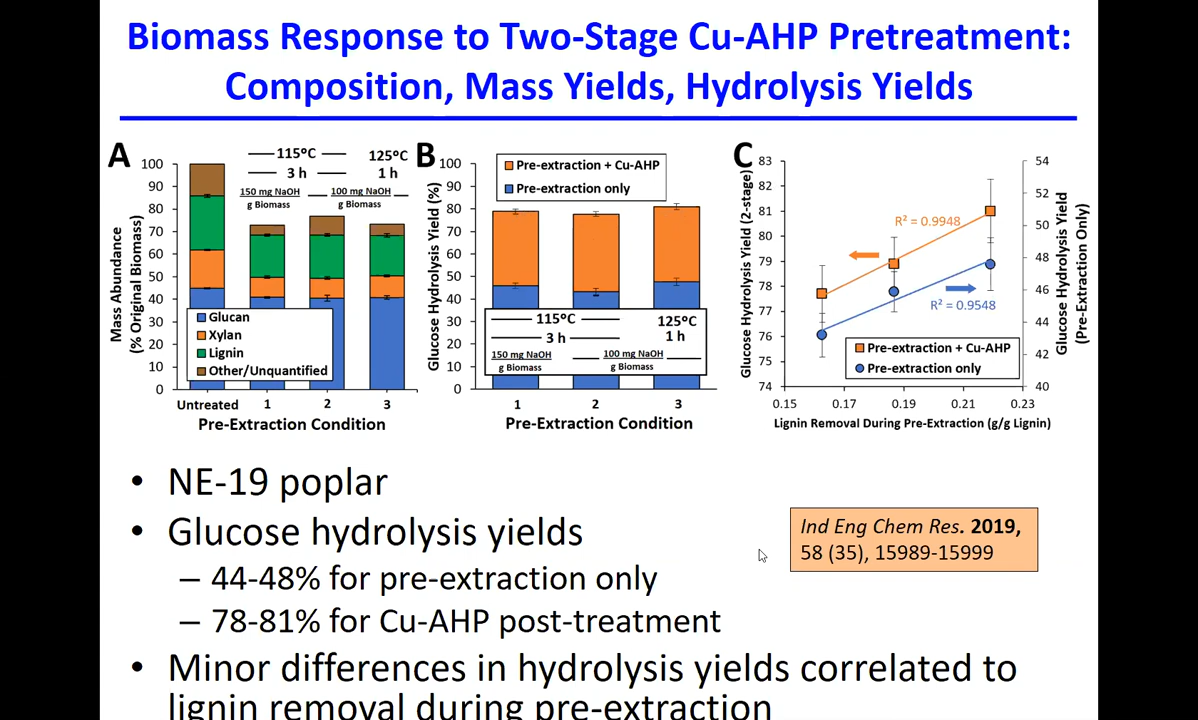 Biomass Response to Two-Stage Cu-AHP Pretreatment:
Composition, Mass Yields, Hydrolysis Yields
A
Mass Abundance
(% Original Biomass)
100
90
80
70
60
50
40
30
20
10
0
115ºC
3 h
125ºC
1 h
150 mg NaOH
g Biomass
100 mg NaOH
g Biomass
Glucan
Xylan
Lignin
Other/Unquantified
Untreated 1 2 3
Pre-Extraction Condition
B
Glucose Hydrolysis Yield (%)
100
90
80
70
60
50
40
30
20
10
0
Pre-extraction + Cu-AHP
Pre-extraction only
115ºC
3 h
125ºC
1 h
150 mg NaOH
g Biomass
100 mg NaOH
g Biomass
1 2 3
Pre-Extraction Condition
C
Glucose Hydrolysis Yield (2-stage)
83
82
81
80
79
78
77
76
75
74
R² = 0.9948
R² = 0.9548
Pre-extraction + Cu-AHP
Pre-extraction only
54
52
50
48
46
44
42
40
Glucose Hydrolysis Yield
(Pre-Extraction Only)
0.15 0.17 0.19 0.21 0.23
Lignin Removal During Pre-Extraction (g/g Lignin)
• NE-19 poplar
• Glucose hydrolysis yields
– 44-48% for pre-extraction only
– 78-81% for Cu-AHP post-treatment
• Minor differences in hydrolysis yields correlated to
lignin removal during pre-extraction
Ind Eng Chem Res. 2019,
58 (35), 15989-15999